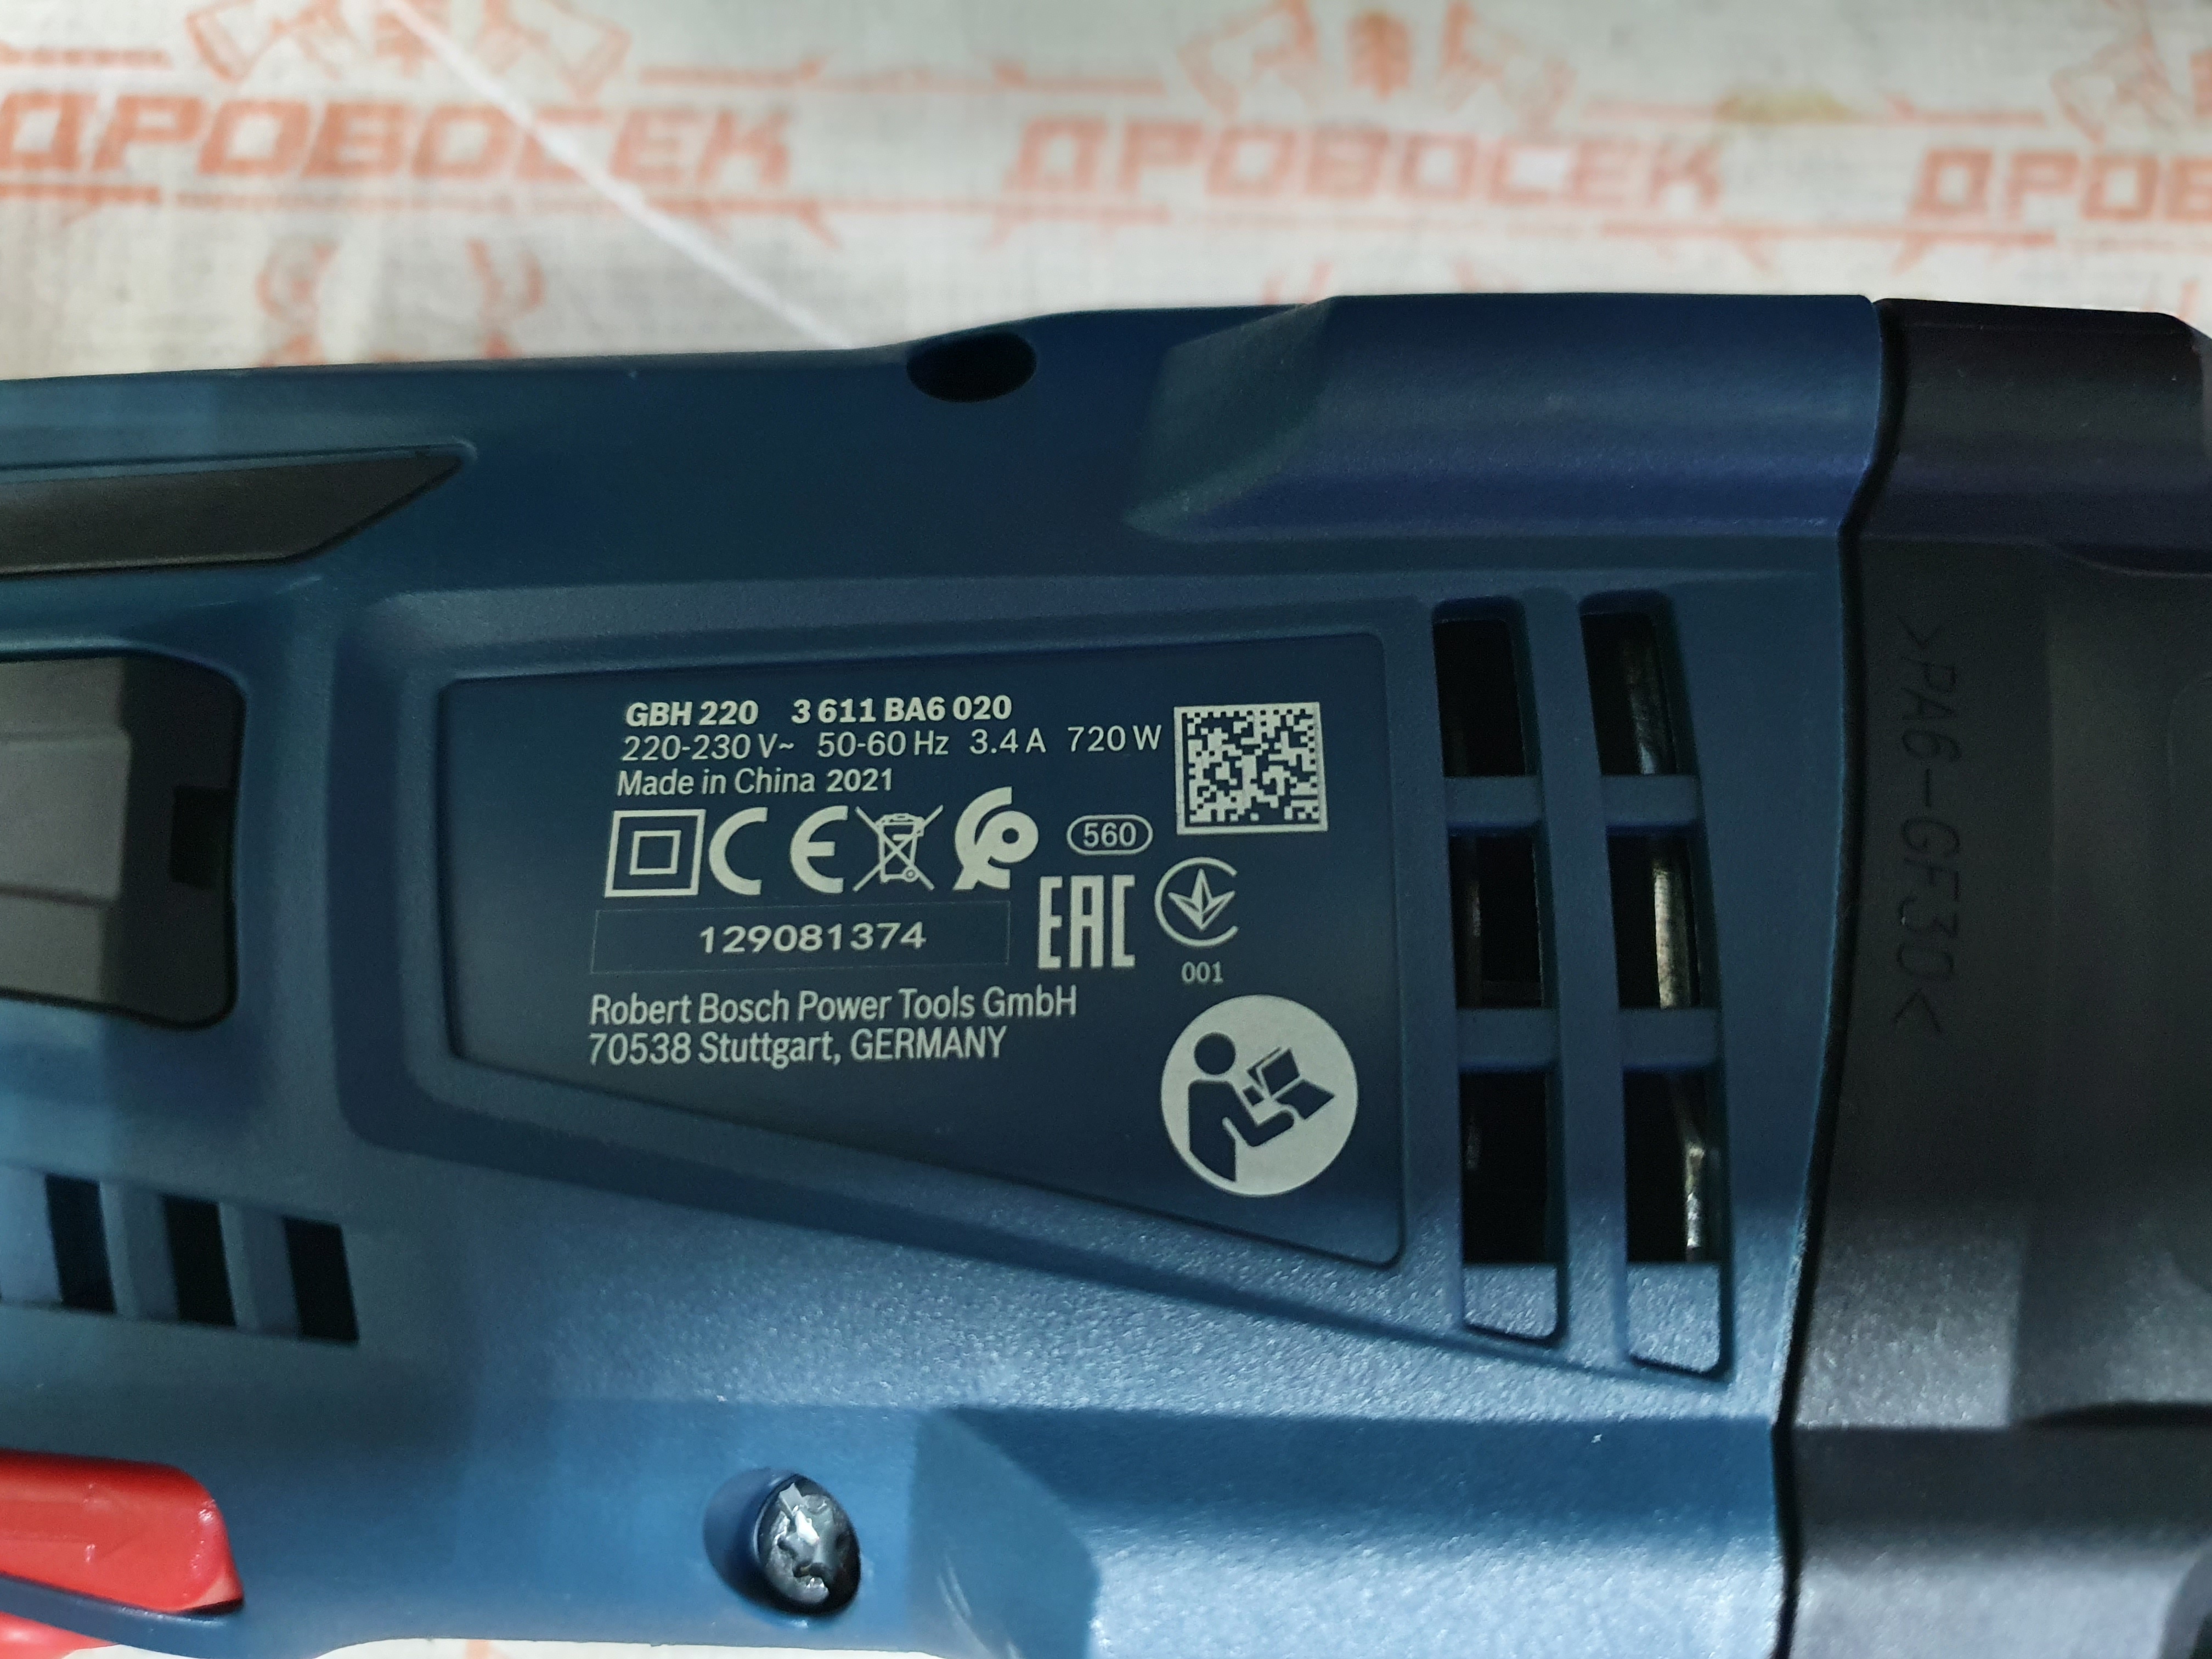 ДРОВОСЕК ДРОВОСЕК ДРОВ
GBH 220 3 611 BA6 020
220-230 V~ 50-60 Hz 3.4 A 720 W
Made in China 2021
CE 560
129081374 EAC
001
Robert Bosch Power Tools GmbH
70538 Stuttgart, GERMANY
>PA6-GF30<